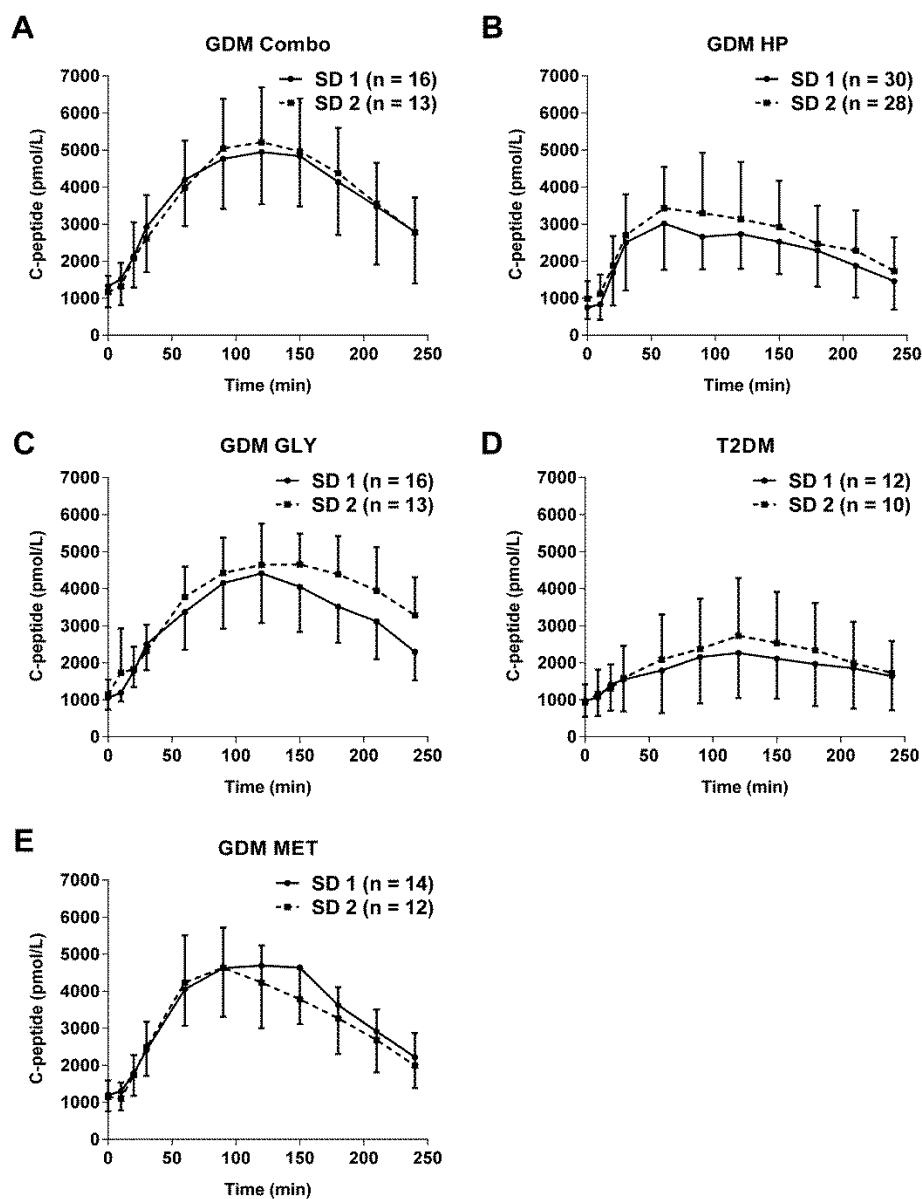 A
GDM Combo
SD 1 (n = 16)
SD 2 (n = 13)
C-peptide (pmol/L)
7000
6000
5000
4000
3000
2000
1000
0
0 50 100 150 200 250
Time (min)
B
GDM HP
SD 1 (n = 30)
SD 2 (n = 28)
C-peptide (pmol/L)
7000
6000
5000
4000
3000
2000
1000
0
0 50 100 150 200 250
Time (min)
C
GDM GLY
SD 1 (n = 16)
SD 2 (n = 13)
C-peptide (pmol/L)
7000
6000
5000
4000
3000
2000
1000
0
0 50 100 150 200 250
Time (min)
D
T2DM
SD 1 (n = 12)
SD 2 (n = 10)
C-peptide (pmol/L)
7000
6000
5000
4000
3000
2000
1000
0
0 50 100 150 200 250
Time (min)
E
GDM MET
SD 1 (n = 14)
SD 2 (n = 12)
C-peptide (pmol/L)
7000
6000
5000
4000
3000
2000
1000
0
0 50 100 150 200 250
Time (min)